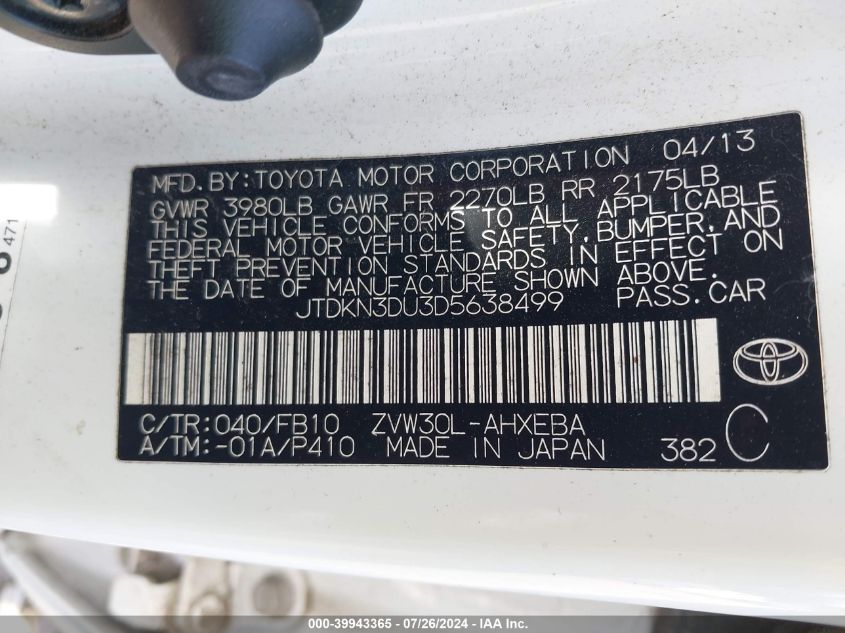 MFD. BY:TOYOTA MOTOR CORPORATION 04/13
GVWR 3980LB GAWR FR 2270LB RR 2175LB
THIS VEHICLE CONFORMS TO ALL APPLICABLE
FEDERAL MOTOR VEHICLE SAFETY, BUMPER, AND
THEFT PREVENTION STANDARDS IN EFFECT ON
THE DATE OF MANUFACTURE SHOWN ABOVE.
JTDKN3DU3D5638499 PASS. CAR
C/TR:040/FB10 ZVW30L-AHXEBA
A/TM:-01A/P410 MADE IN JAPAN 382 C
471
000-39943365 - 07/26/2024 - IAA Inc.